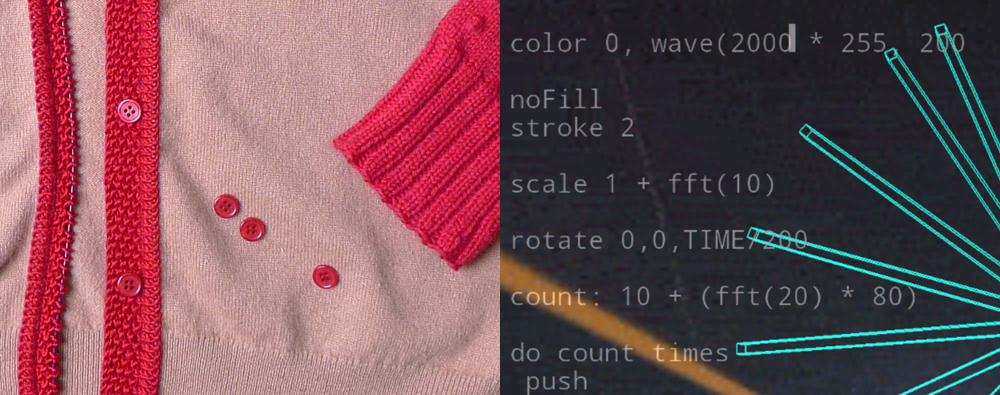 color 0, wave(2000 * 255, 200
noFill
stroke 2
scale 1 + fft(10)
rotate 0,0,TIME/200
count: 10 + (fft(20) * 80)
do count times
push